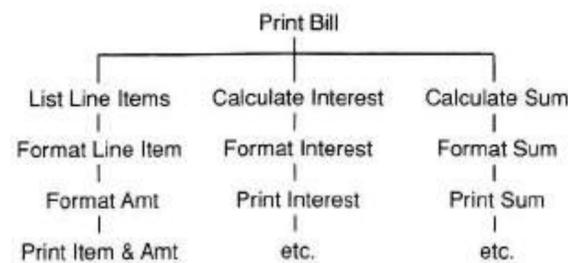 Print Bill
List Line Items Calculate Interest Calculate Sum
Format Line Item Format Interest Format Sum
Format Amt Print Interest Print Sum
Print Item & Amt etc. etc.